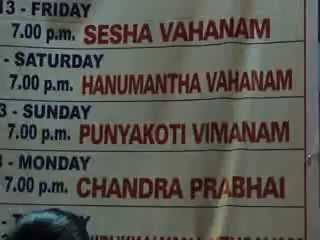 13 - FRIDAY
7.00 p.m. SESHA VAHANAM
- SATURDAY
7.00 p.m. HANUMANTHA VAHANAM
3 - SUNDAY
7.00 p.m. PUNYAKOTI VIMANAM
3 - MONDAY
7.00 p.m. CHANDRA PRABHAI